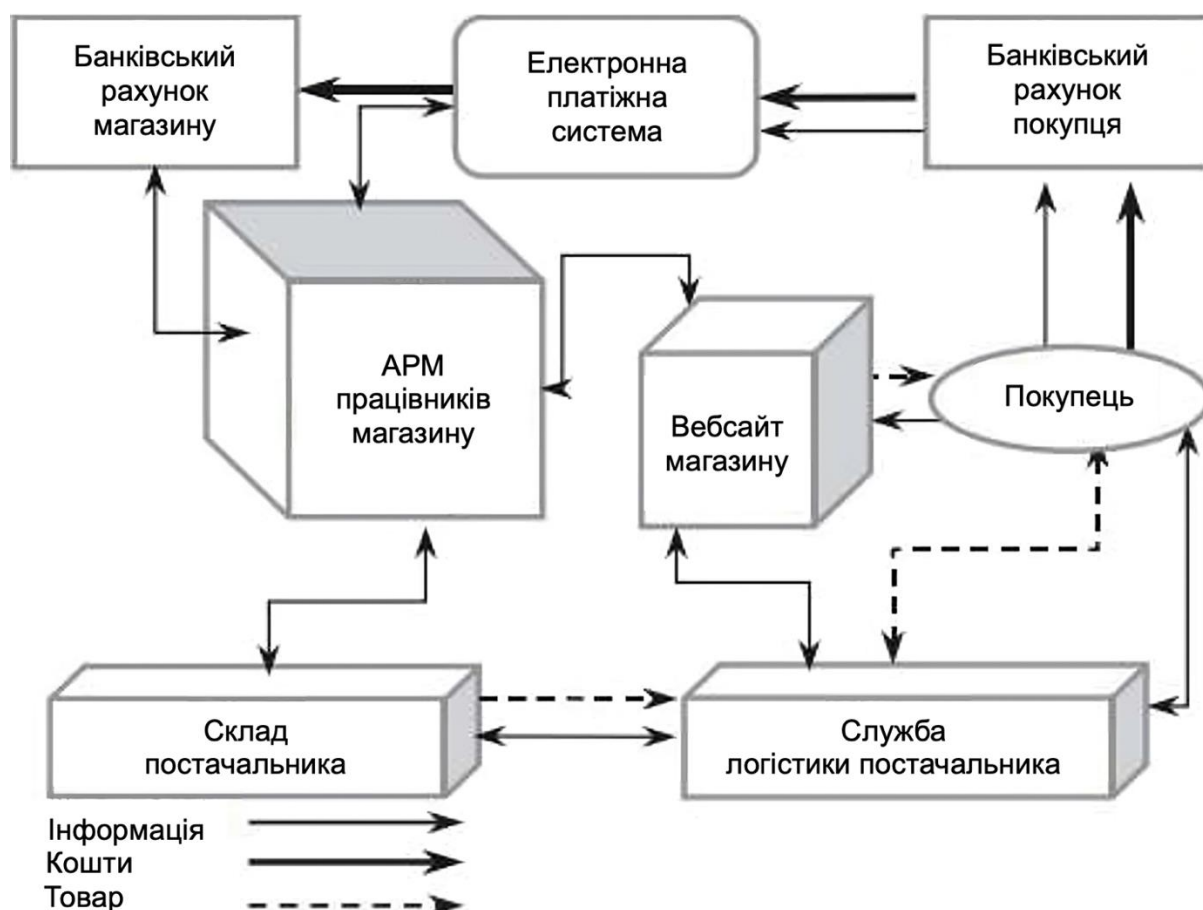 Банківський
рахунок
магазину
Електронна
платіжна
система
Банківський
рахунок
покупця
АРМ
працівників
магазину
Вебсайт
магазину
Покупець
Склад
постачальника
Служба
логістики постачальника
Інформація
Кошти
Товар